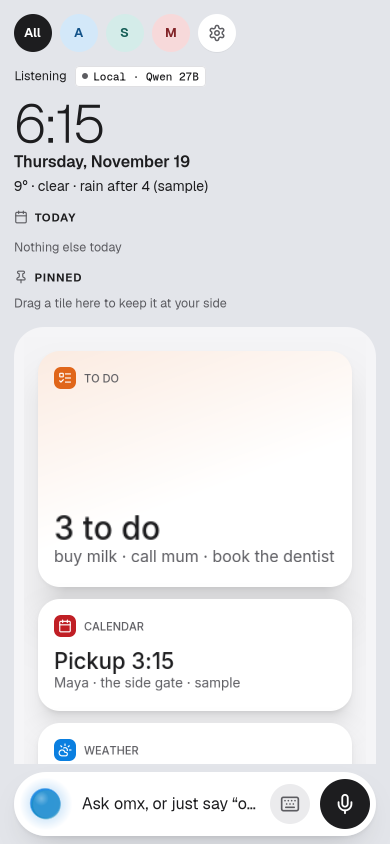 All A S M
Listening Local · Qwen 27B
6:15
Thursday, November 19
9° · clear · rain after 4 (sample)
TODAY
Nothing else today
PINNED
Drag a tile here to keep it at your side
TO DO
3 to do
buy milk · call mum · book the dentist
CALENDAR
Pickup 3:15
Maya · the side gate · sample
WEATHER
Ask omx, or just say “o...